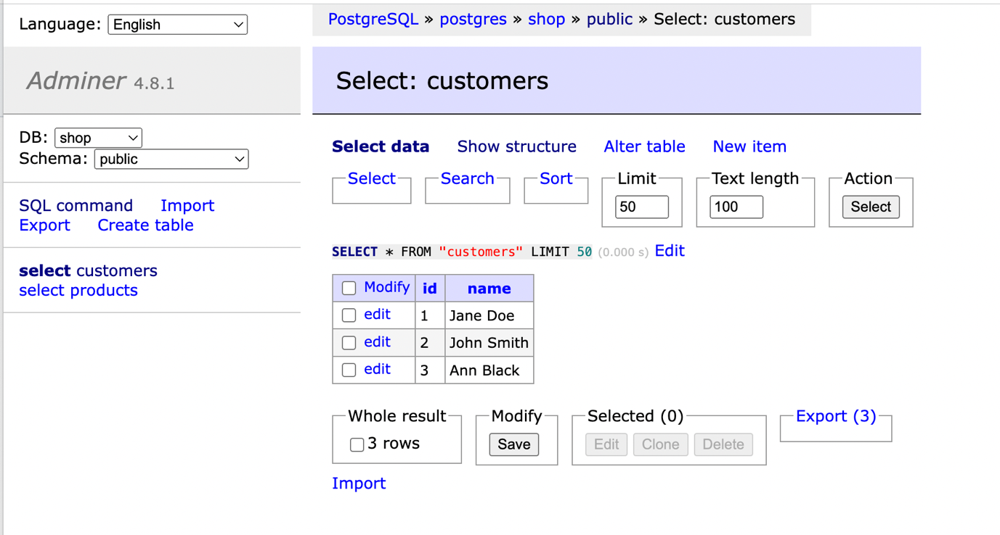 Language: English
PostgreSQL » postgres » shop » public » Select: customers
Adminer 4.8.1
Select: customers
DB: shop
Schema: public
SQL command Import
Export Create table
select customers
select products
Select data Show structure Alter table New item
Select Search Sort Limit Text length Action
50 100 Select
SELECT * FROM "customers" LIMIT 50 (0.000 s) Edit
Modify id name
edit 1 Jane Doe
edit 2 John Smith
edit 3 Ann Black
Whole result Modify Selected (0) Export (3)
3 rows Save Edit Clone Delete
Import